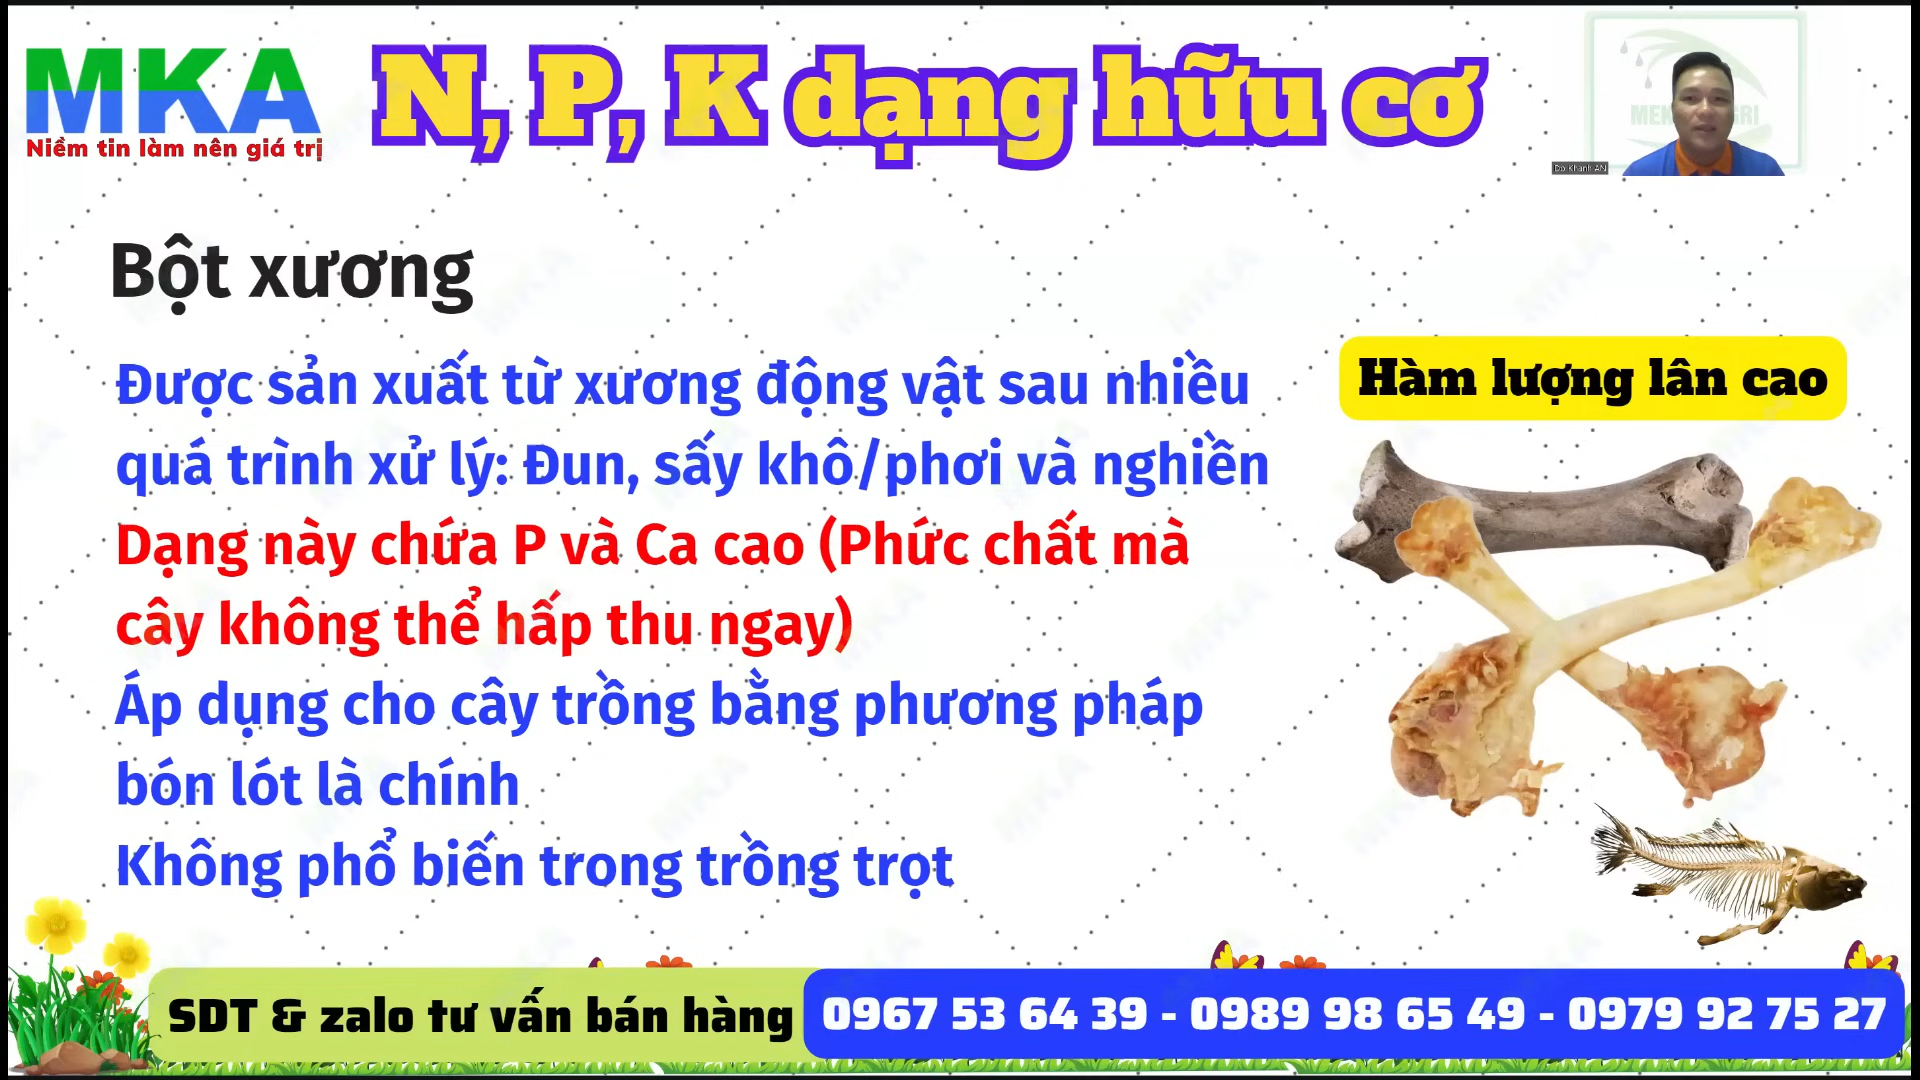 MKA
Niềm tin làm nên giá trị
N, P, K dạng hữu cơ
Do Khanh AN
Bột xương
Được sản xuất từ xương động vật sau nhiều
quá trình xử lý: Đun, sấy khô/phơi và nghiền
Dạng này chứa P và Ca cao (Phức chất mà
cây không thể hấp thu ngay)
Áp dụng cho cây trồng bằng phương pháp
bón lót là chính
Không phổ biến trong trồng trọt
Hàm lượng lân cao
SDT & zalo tư vấn bán hàng
0967 53 64 39 - 0989 98 65 49 - 0979 92 75 27